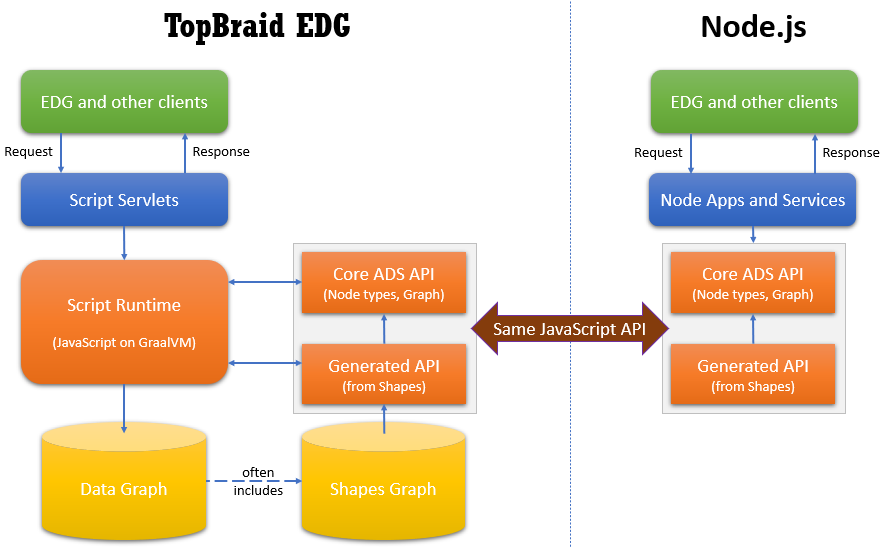 TopBraid EDG
Node.js
EDG and other clients
Request
Response
Script Servlets
Script Runtime
(JavaScript on GraalVM)
Core ADS API
(Node types, Graph)
Generated API
(from Shapes)
Data Graph
often
includes
Shapes Graph
Same JavaScript API
EDG and other clients
Request
Response
Node Apps and Services
Core ADS API
(Node types, Graph)
Generated API
(from Shapes)